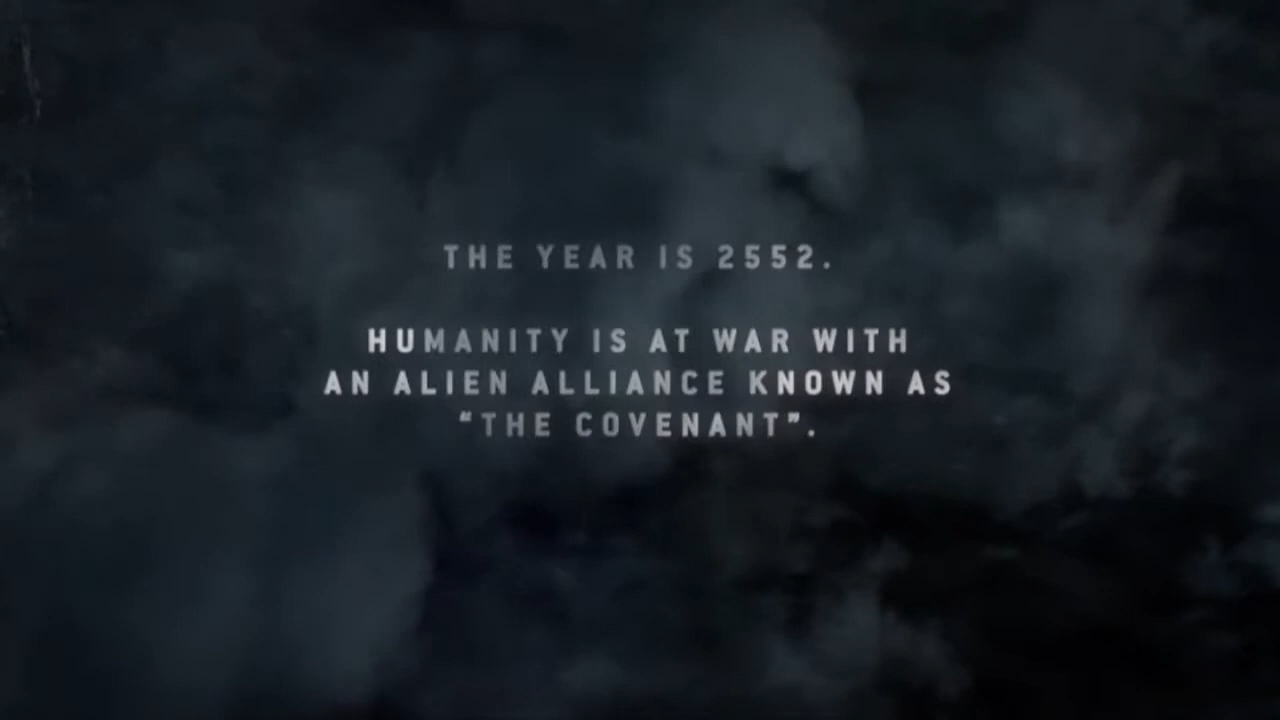 THE YEAR IS 2552.
HUMANITY IS AT WAR WITH
AN ALIEN ALLIANCE KNOWN AS
“THE COVENANT”.